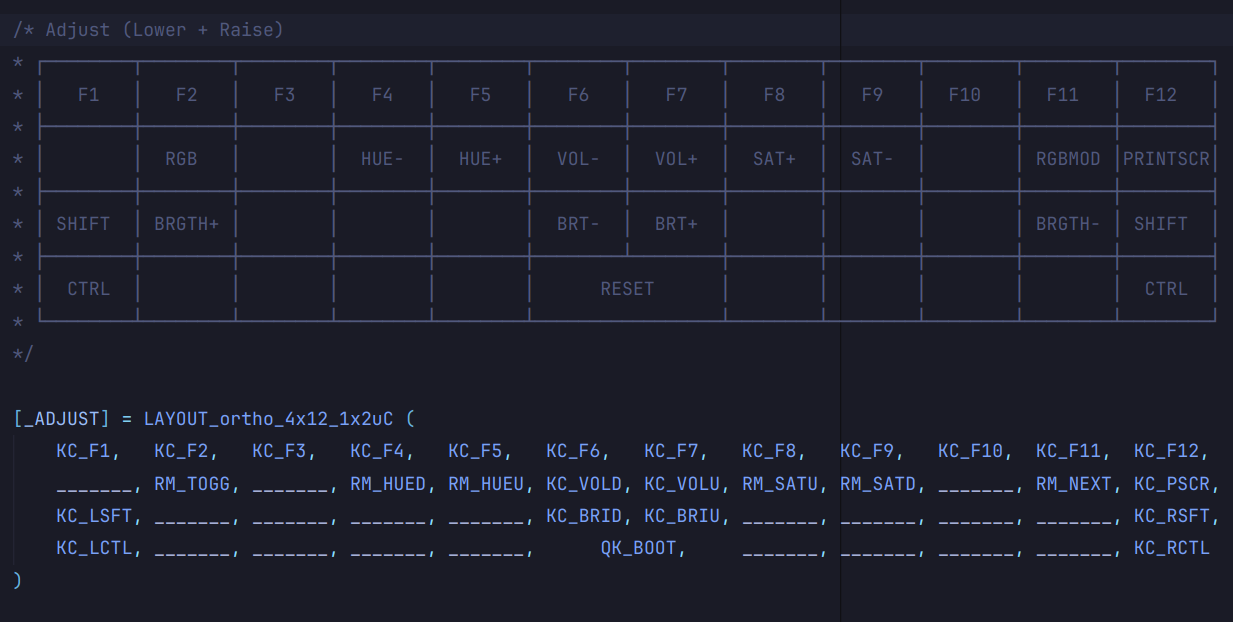 /* Adjust (Lower + Raise)
* ┌────────┬────────┬────────┬────────┬────────┬────────┬────────┬────────┬────────┬────────┬────────┬────────┐
* │   F1   │   F2   │   F3   │   F4   │   F5   │   F6   │   F7   │   F8   │   F9   │  F10   │  F11   │  F12   │
* ├────────┼────────┼────────┼────────┼────────┼────────┼────────┼────────┼────────┼────────┼────────┼────────┤
* │        │  RGB   │        │  HUE-  │  HUE+  │  VOL-  │  VOL+  │  SAT+  │  SAT-  │        │ RGBMOD │PRINTSCR│
* ├────────┼────────┼────────┼────────┼────────┼────────┼────────┼────────┼────────┼────────┼────────┼────────┤
* │ SHIFT  │ BRGTH+ │        │        │        │  BRT-  │  BRT+  │        │        │        │ BRGTH- │ SHIFT  │
* ├────────┼────────┼────────┼────────┼────────┼────────┴────────┼────────┼────────┼────────┼────────┼────────┤
* │  CTRL  │        │        │        │        │      RESET      │        │        │        │        │  CTRL  │
* └────────┴────────┴────────┴────────┴────────┴─────────────────┴────────┴────────┴────────┴────────┴────────┘
*/
[_ADJUST] = LAYOUT_ortho_4x12_1x2uC (
KC_F1,   KC_F2,   KC_F3,   KC_F4,   KC_F5,   KC_F6,   KC_F7,   KC_F8,   KC_F9,   KC_F10,  KC_F11,  KC_F12,
_______, RM_TOGG, _______, RM_HUED, RM_HUEU, KC_VOLD, KC_VOLU, RM_SATU, RM_SATD, _______, RM_NEXT, KC_PSCR,
KC_LSFT, _______, _______, _______, _______, KC_BRID, KC_BRIU, _______, _______, _______, _______, KC_RSFT,
KC_LCTL, _______, _______, _______, _______,      QK_BOOT,     _______, _______, _______, _______, KC_RCTL
)